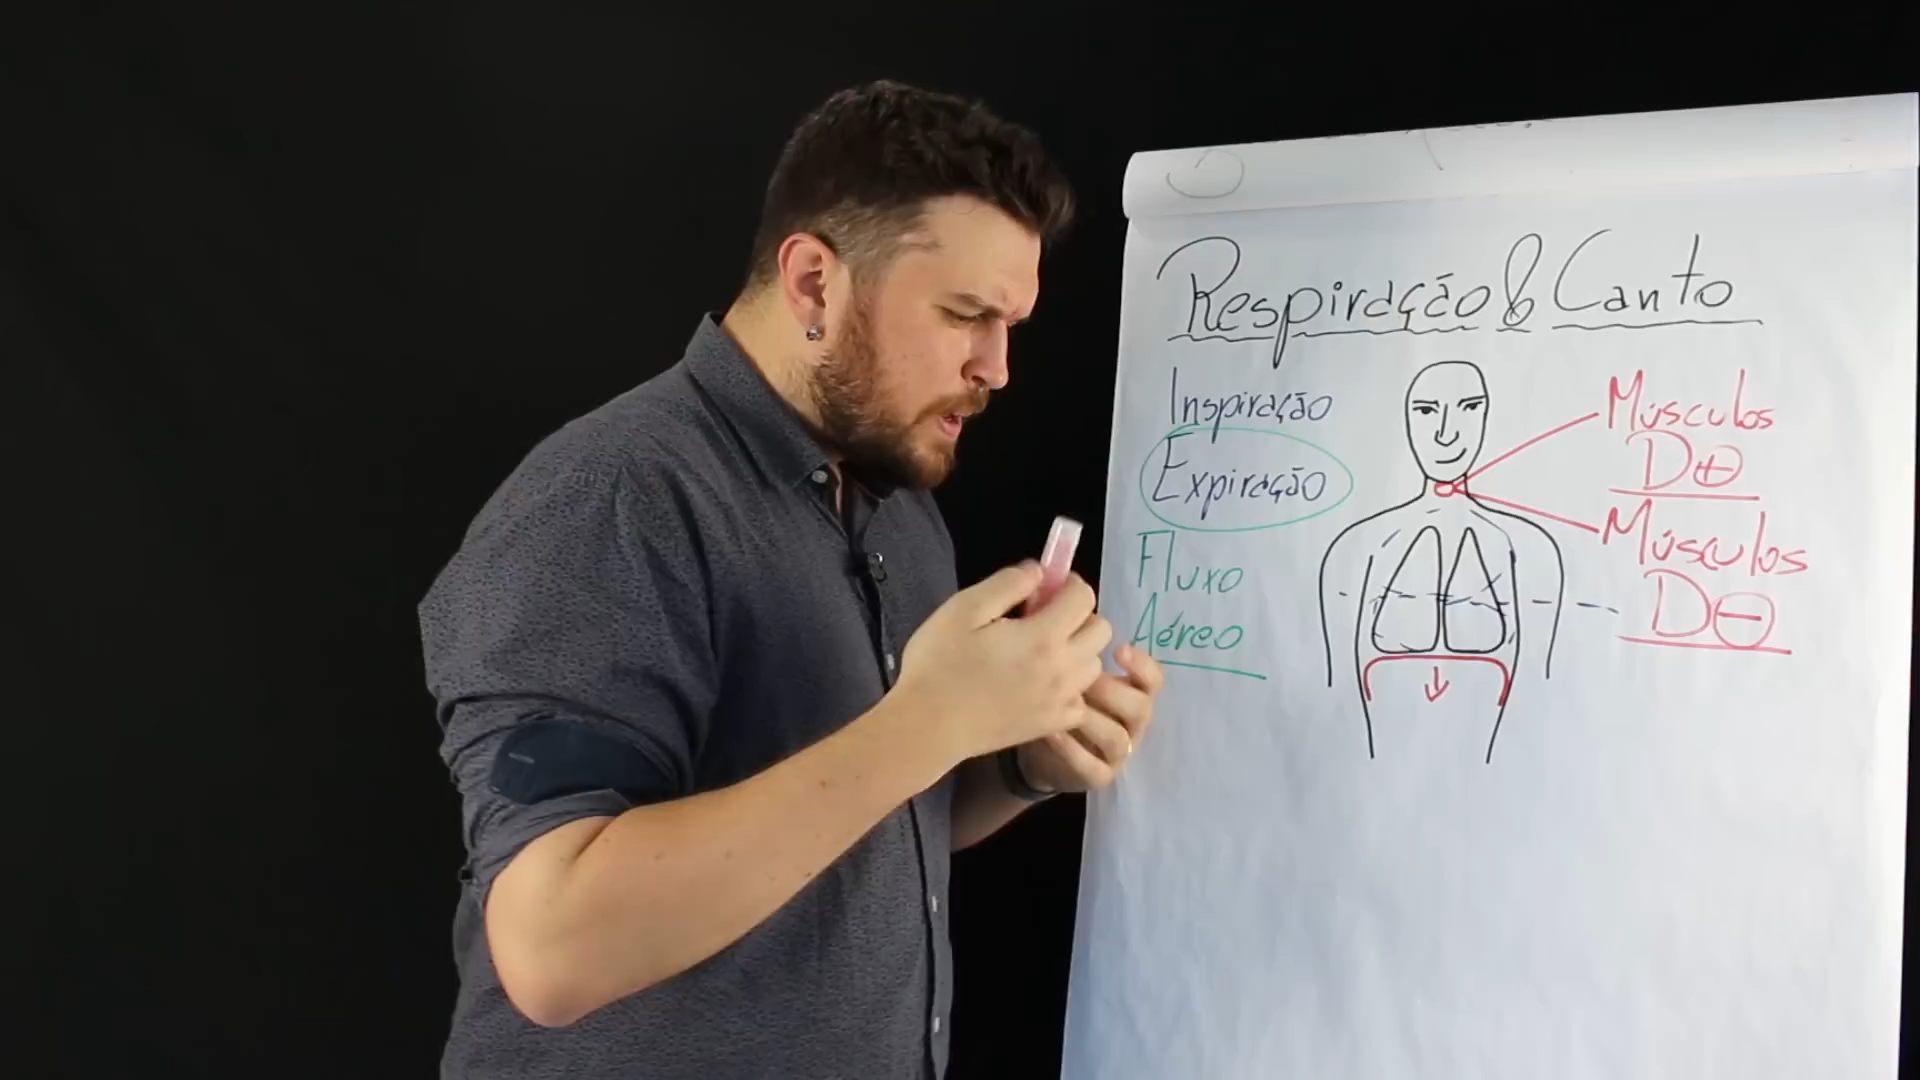 Respiração & Canto
Inspiração
Expiração
Fluxo
Aéreo
Músculos
D+
Músculos
D-